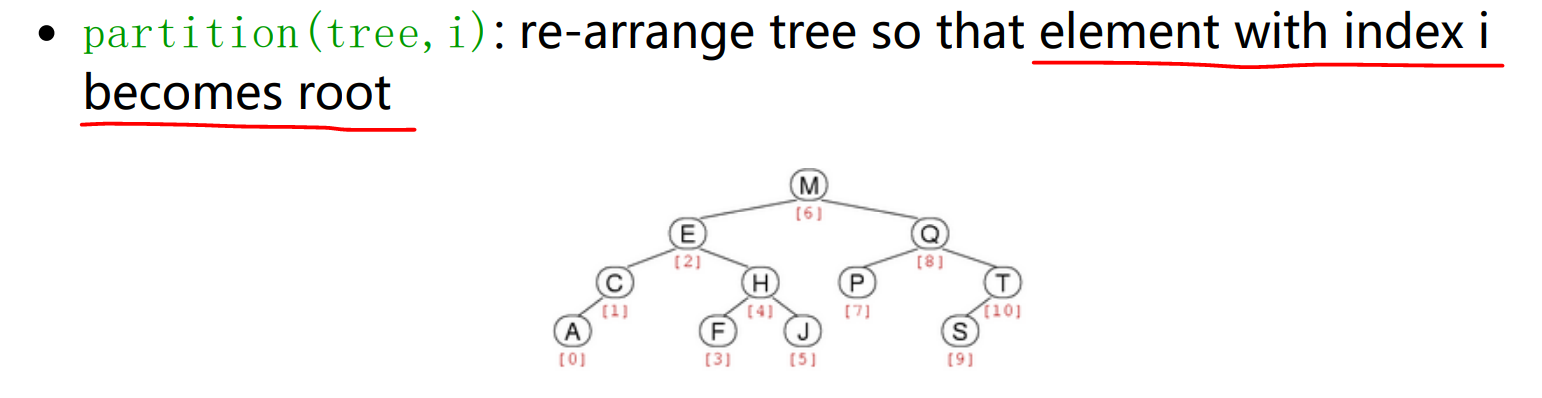 • partition(tree, i): re-arrange tree so that element with index i
becomes root
M
[6]
E Q
[2] [8]
C H P T
[1] [4] [7] [10]
A F J S
[0] [3] [5] [9]